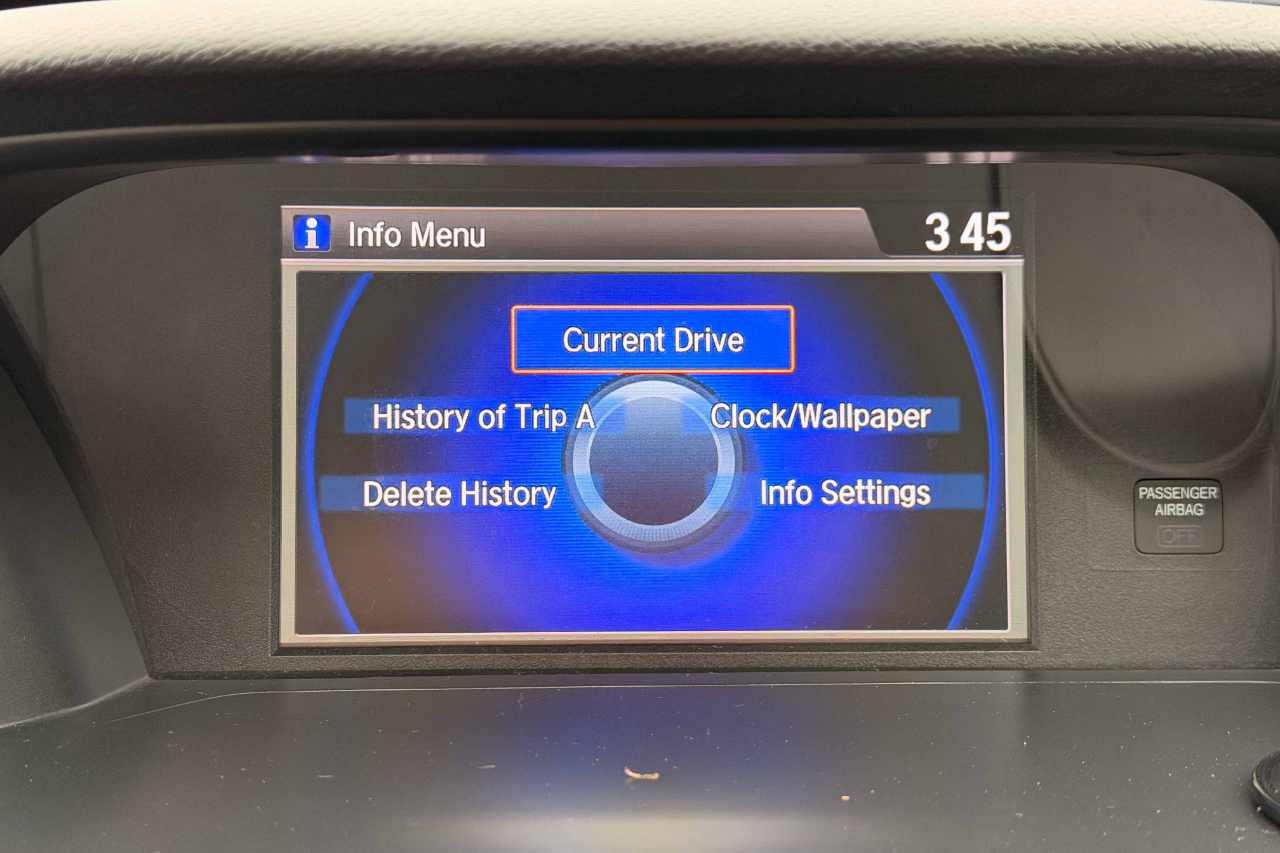 i Info Menu
3 45
Current Drive
History of Trip A
Clock/Wallpaper
Delete History
Info Settings
PASSENGER
AIRBAG
OFF